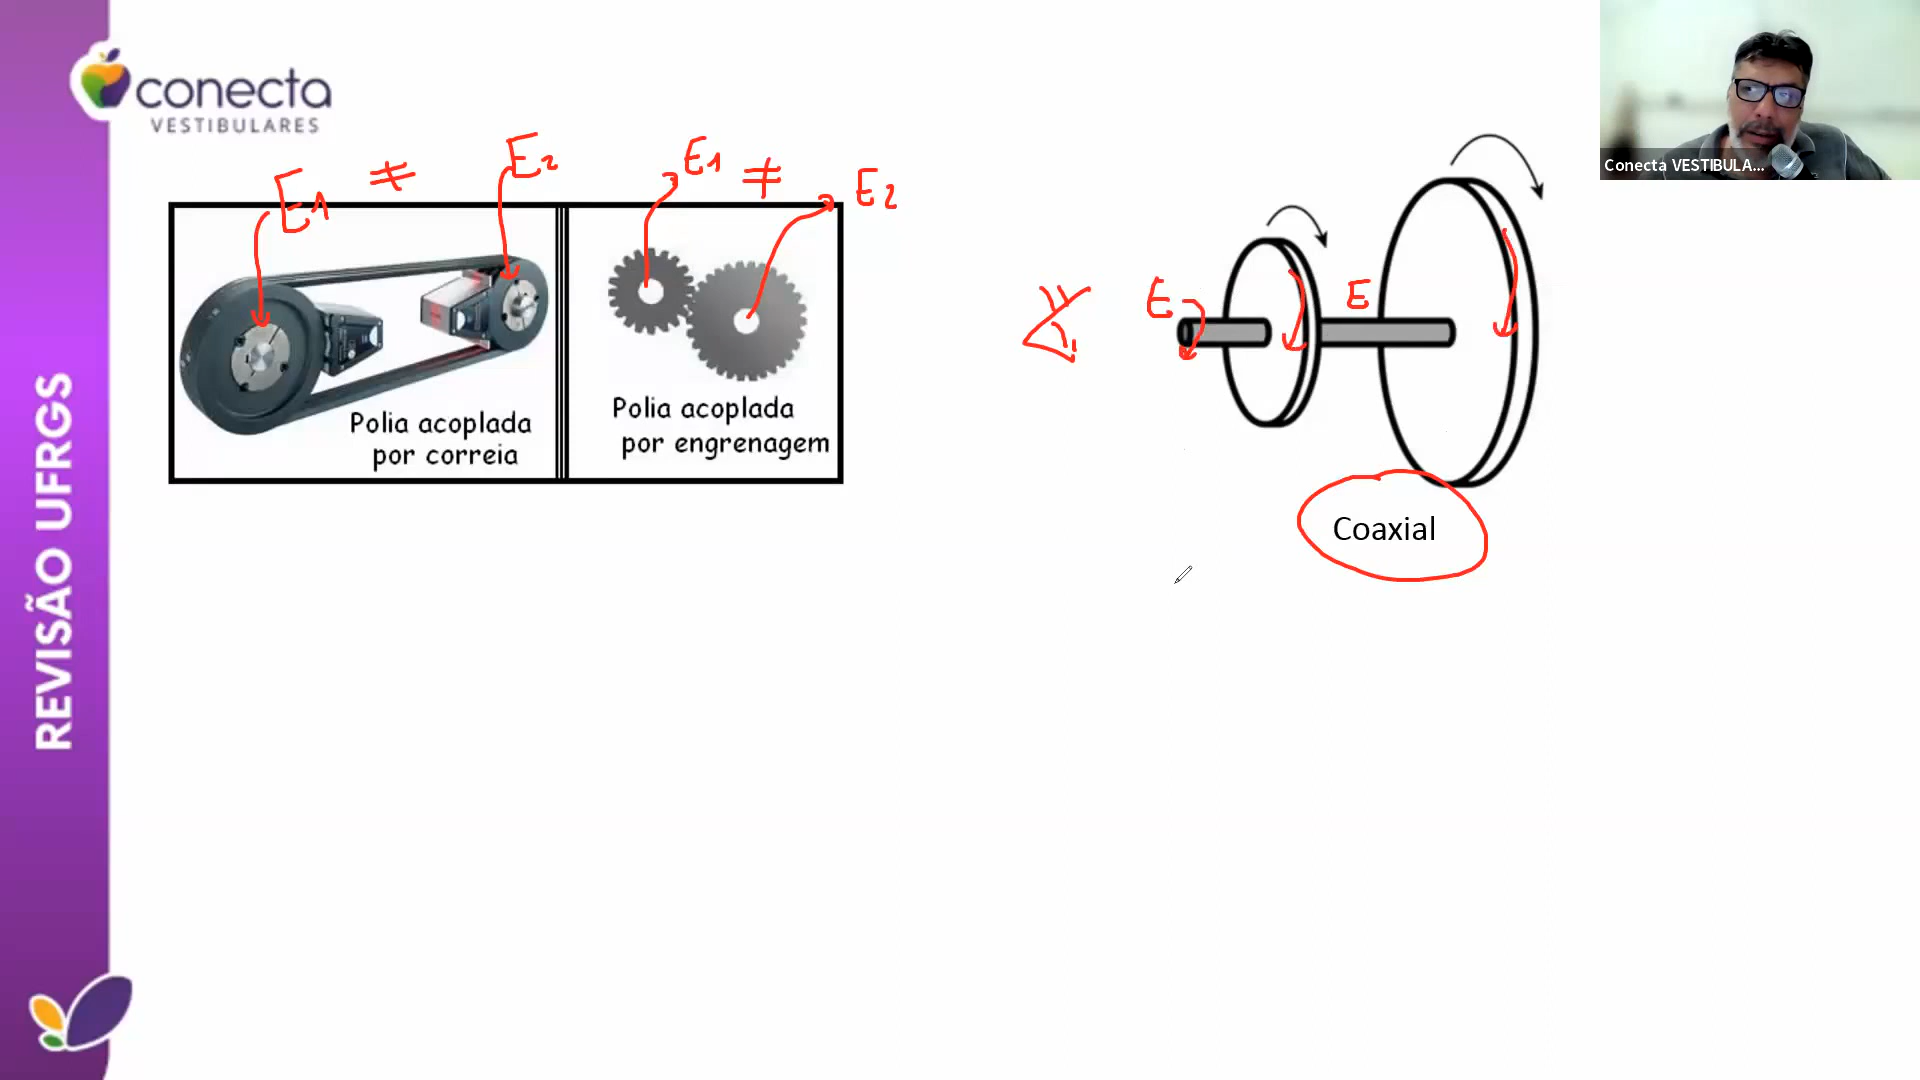 conecta
VESTIBULARES
REVISÃO UFRGS
E1 ≠ E2
E1 ≠ E2
Polia acoplada
por correia
Polia acoplada
por engrenagem
E
E
Coaxial
Conecta VESTIBULA...